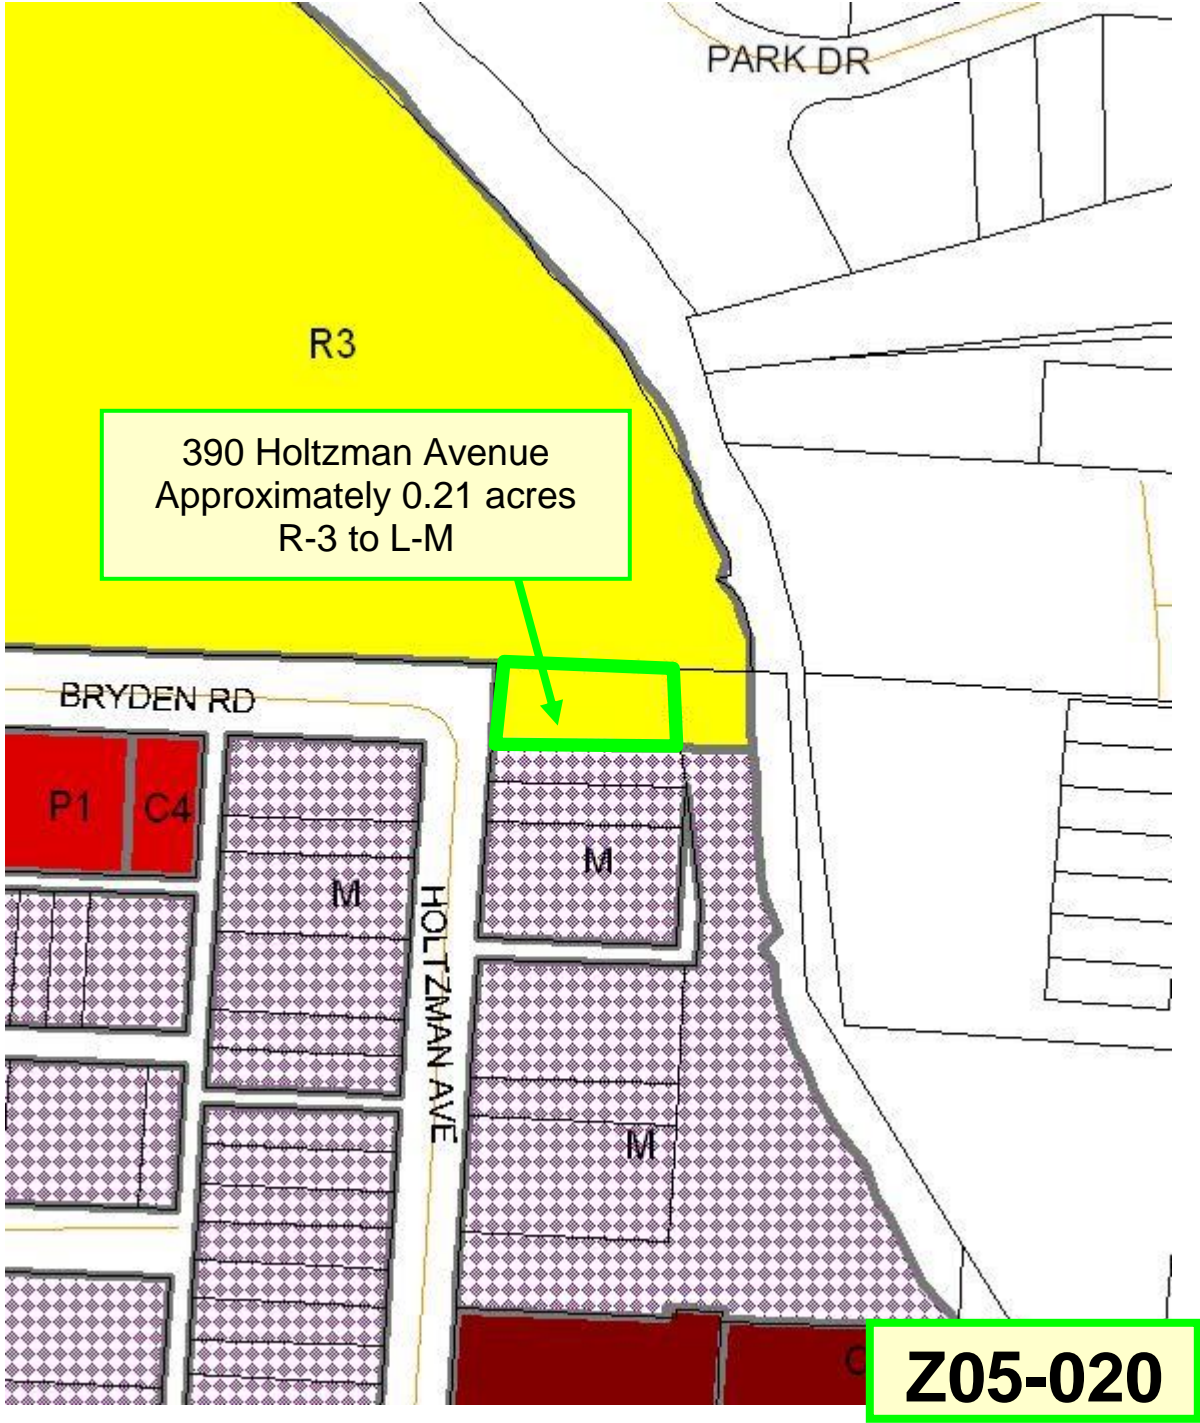 PARK DR
R3
390 Holtzman Avenue
Approximately 0.21 acres
R-3 to L-M
BRYDEN RD
P1
C4
M
M
HOLTZMAN AVE
M
Z05-020